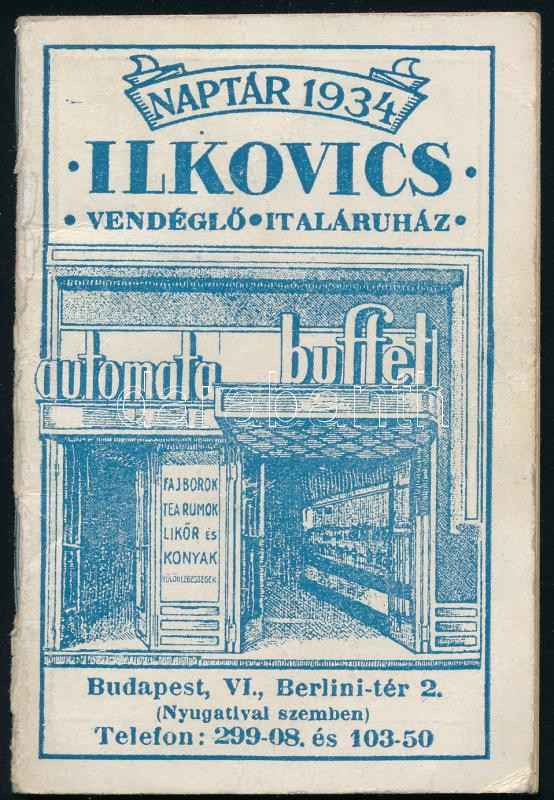 NAPTÁR 1934
•ILKOVICS•
•VENDÉGLŐ•ITALÁRUHÁZ•
automata buffet
darabanth
FAJBOROK
TEA RUMOK
LIKŐR ÉS
KONYAK
KÜLÖNLEGESSÉGEK
Budapest, VI., Berlini-tér 2.
(Nyugatival szemben)
Telefon: 299-08. és 103-50